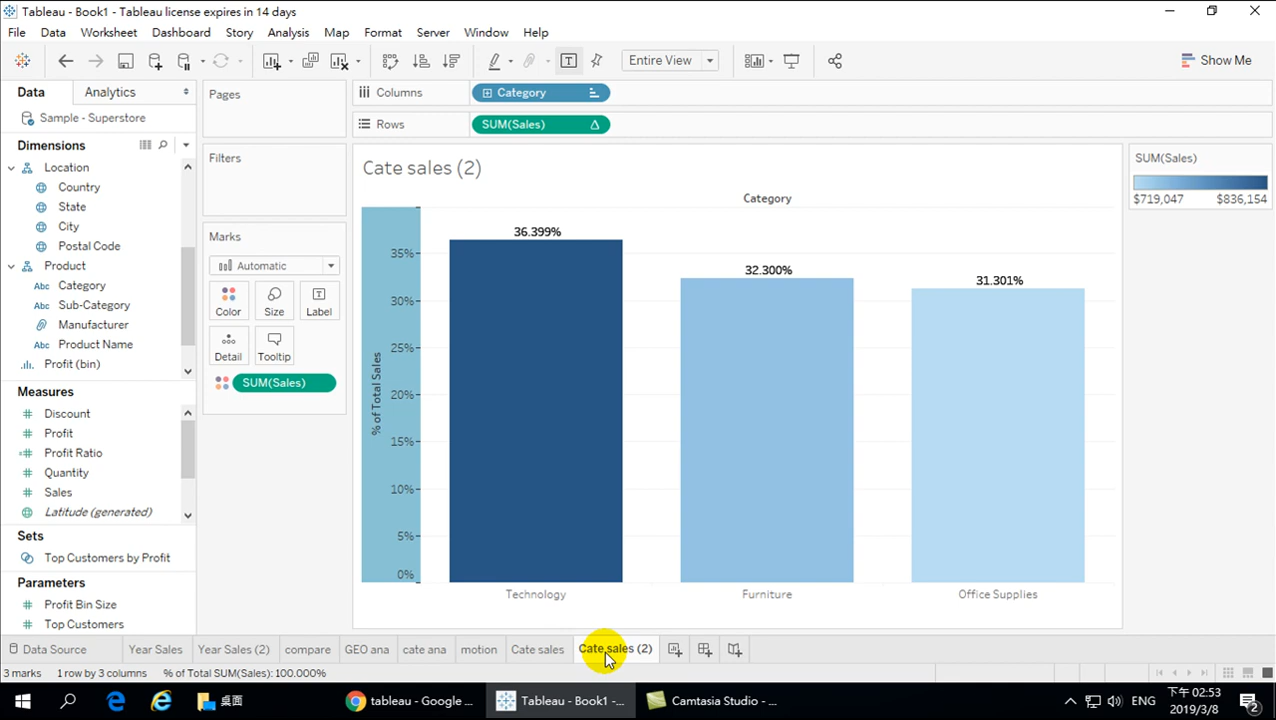 Tableau - Book1 - Tableau license expires in 14 days
File Data Worksheet Dashboard Story Analysis Map Format Server Window Help
Entire View
Show Me
Data Analytics
Sample - Superstore
Dimensions
Location
Country
State
City
Postal Code
Product
Abc Category
Abc Sub-Category
Manufacturer
Abc Product Name
Profit (bin)
Measures
Discount
Profit
Profit Ratio
Quantity
Sales
Latitude (generated)
Sets
Top Customers by Profit
Parameters
Profit Bin Size
Top Customers
Pages
Filters
Marks
Automatic
Color Size Label
Detail Tooltip
SUM(Sales)
Columns Category
Rows SUM(Sales)
Cate sales (2)
Category
% of Total Sales
35%
30%
25%
20%
15%
10%
5%
0%
36.399%
32.300%
31.301%
Technology Furniture Office Supplies
SUM(Sales)
$719,047 $836,154
Data Source Year Sales Year Sales (2) compare GEO ana cate ana motion Cate sales Cate sales (2)
3 marks 1 row by 3 columns % of Total SUM(Sales): 100.000%
桌面 tableau - Google ... Tableau - Book1 -... Camtasia Studio - ... ENG
下午 02:53
2019/3/8
2